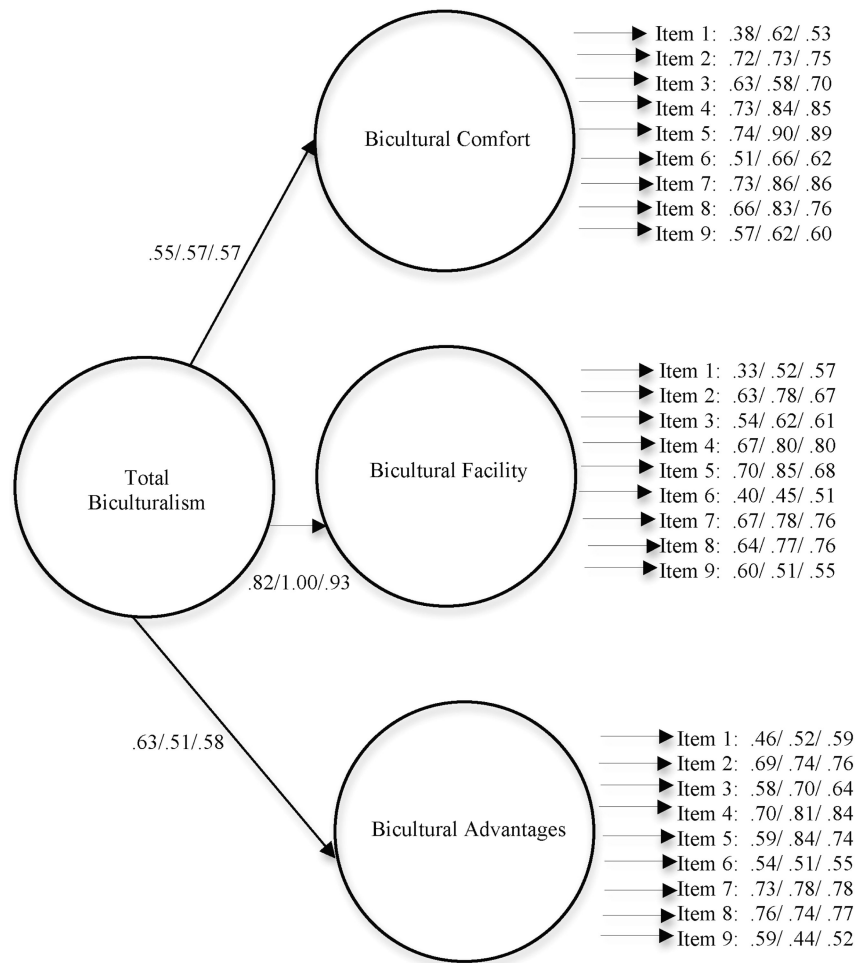 Bicultural Comfort
Item 1: .38/ .62/ .53
Item 2: .72/ .73/ .75
Item 3: .63/ .58/ .70
Item 4: .73/ .84/ .85
Item 5: .74/ .90/ .89
Item 6: .51/ .66/ .62
Item 7: .73/ .86/ .86
Item 8: .66/ .83/ .76
Item 9: .57/ .62/ .60
.55/.57/.57
Total
Biculturalism
.82/1.00/.93
Bicultural Facility
Item 1: .33/ .52/ .57
Item 2: .63/ .78/ .67
Item 3: .54/ .62/ .61
Item 4: .67/ .80/ .80
Item 5: .70/ .85/ .68
Item 6: .40/ .45/ .51
Item 7: .67/ .78/ .76
Item 8: .64/ .77/ .76
Item 9: .60/ .51/ .55
.63/.51/.58
Bicultural Advantages
Item 1: .46/ .52/ .59
Item 2: .69/ .74/ .76
Item 3: .58/ .70/ .64
Item 4: .70/ .81/ .84
Item 5: .59/ .84/ .74
Item 6: .54/ .51/ .55
Item 7: .73/ .78/ .78
Item 8: .76/ .74/ .77
Item 9: .59/ .44/ .52